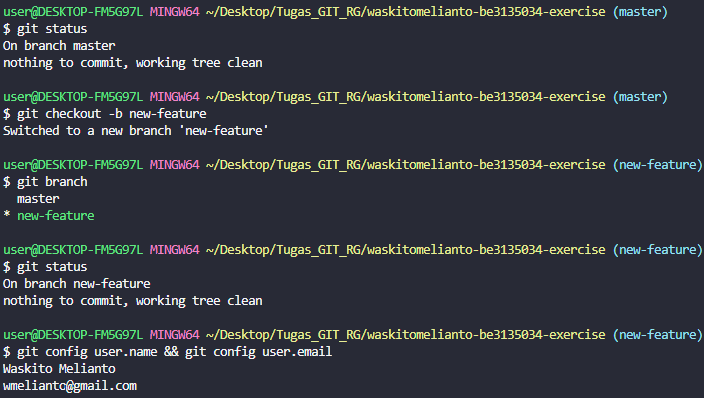 user@DESKTOP-FM5G97L MINGW64 ~/Desktop/Tugas_GIT_RG/waskitomelianto-be3135034-exercise (master)
$ git status
On branch master
nothing to commit, working tree clean
user@DESKTOP-FM5G97L MINGW64 ~/Desktop/Tugas_GIT_RG/waskitomelianto-be3135034-exercise (master)
$ git checkout -b new-feature
Switched to a new branch 'new-feature'
user@DESKTOP-FM5G97L MINGW64 ~/Desktop/Tugas_GIT_RG/waskitomelianto-be3135034-exercise (new-feature)
$ git branch
  master
* new-feature
user@DESKTOP-FM5G97L MINGW64 ~/Desktop/Tugas_GIT_RG/waskitomelianto-be3135034-exercise (new-feature)
$ git status
On branch new-feature
nothing to commit, working tree clean
user@DESKTOP-FM5G97L MINGW64 ~/Desktop/Tugas_GIT_RG/waskitomelianto-be3135034-exercise (new-feature)
$ git config user.name && git config user.email
Waskito Melianto
wmelianto@gmail.com